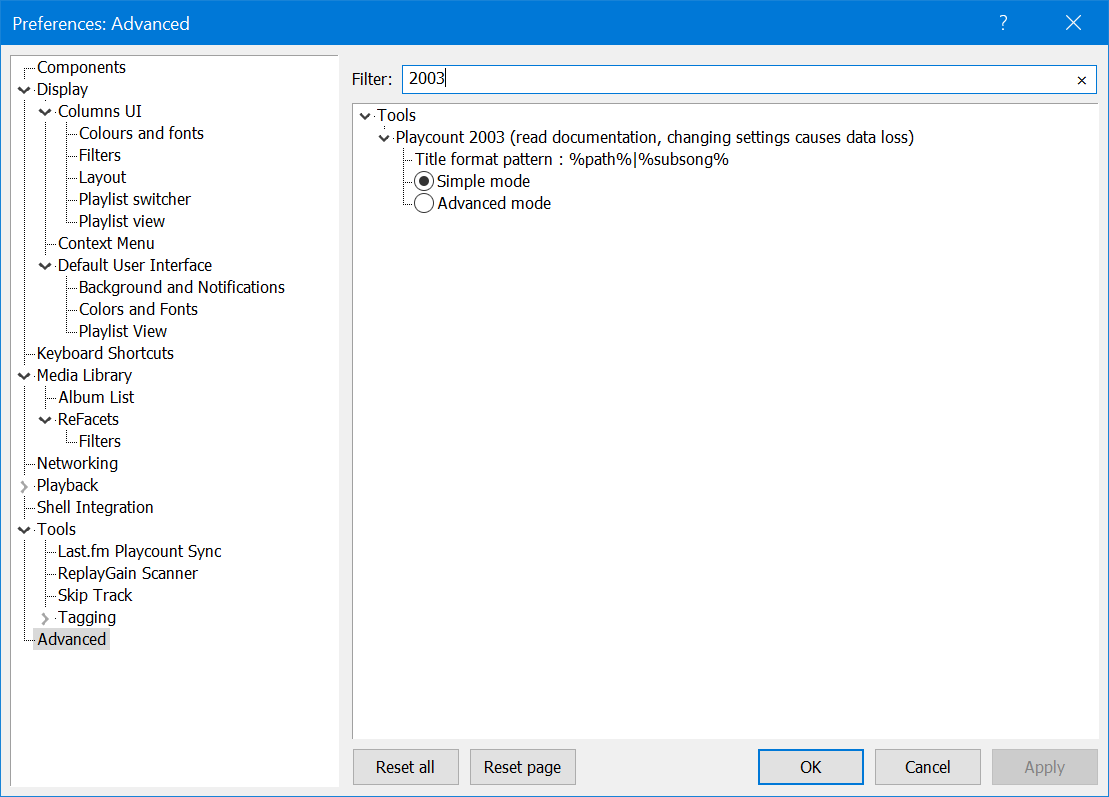 Preferences: Advanced
?
Components
Display
Columns UI
Colours and fonts
Filters
Layout
Playlist switcher
Playlist view
Context Menu
Default User Interface
Background and Notifications
Colors and Fonts
Playlist View
Keyboard Shortcuts
Media Library
Album List
ReFacets
Filters
Networking
Playback
Shell Integration
Tools
Last.fm Playcount Sync
ReplayGain Scanner
Skip Track
Tagging
Advanced
Filter: 2003
Tools
Playcount 2003 (read documentation, changing settings causes data loss)
Title format pattern : %path%|%subsong%
Simple mode
Advanced mode
Reset all Reset page OK Cancel Apply